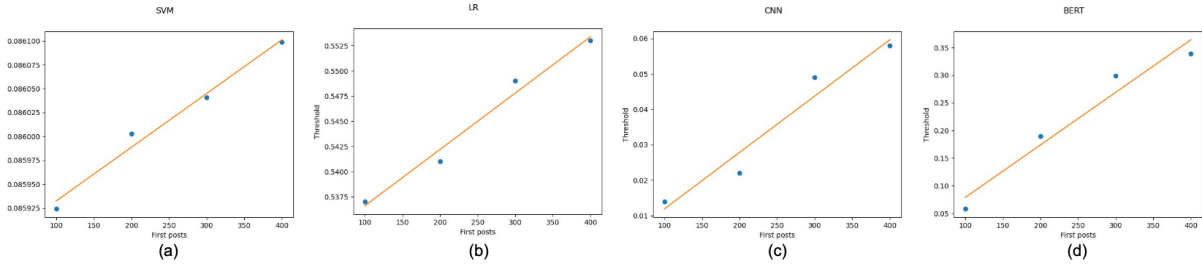 SVM
0.086100
0.086075
0.086050
0.086025
0.086000
0.085975
0.085950
0.085925
100 150 200 250 300 350 400
First posts
(a)
LR
Threshold
0.5525
0.5500
0.5475
0.5450
0.5425
0.5400
0.5375
100 150 200 250 300 350 400
First posts
(b)
CNN
Threshold
0.06
0.05
0.04
0.03
0.02
0.01
100 150 200 250 300 350 400
First posts
(c)
BERT
Threshold
0.35
0.30
0.25
0.20
0.15
0.10
0.05
100 150 200 250 300 350 400
First posts
(d)